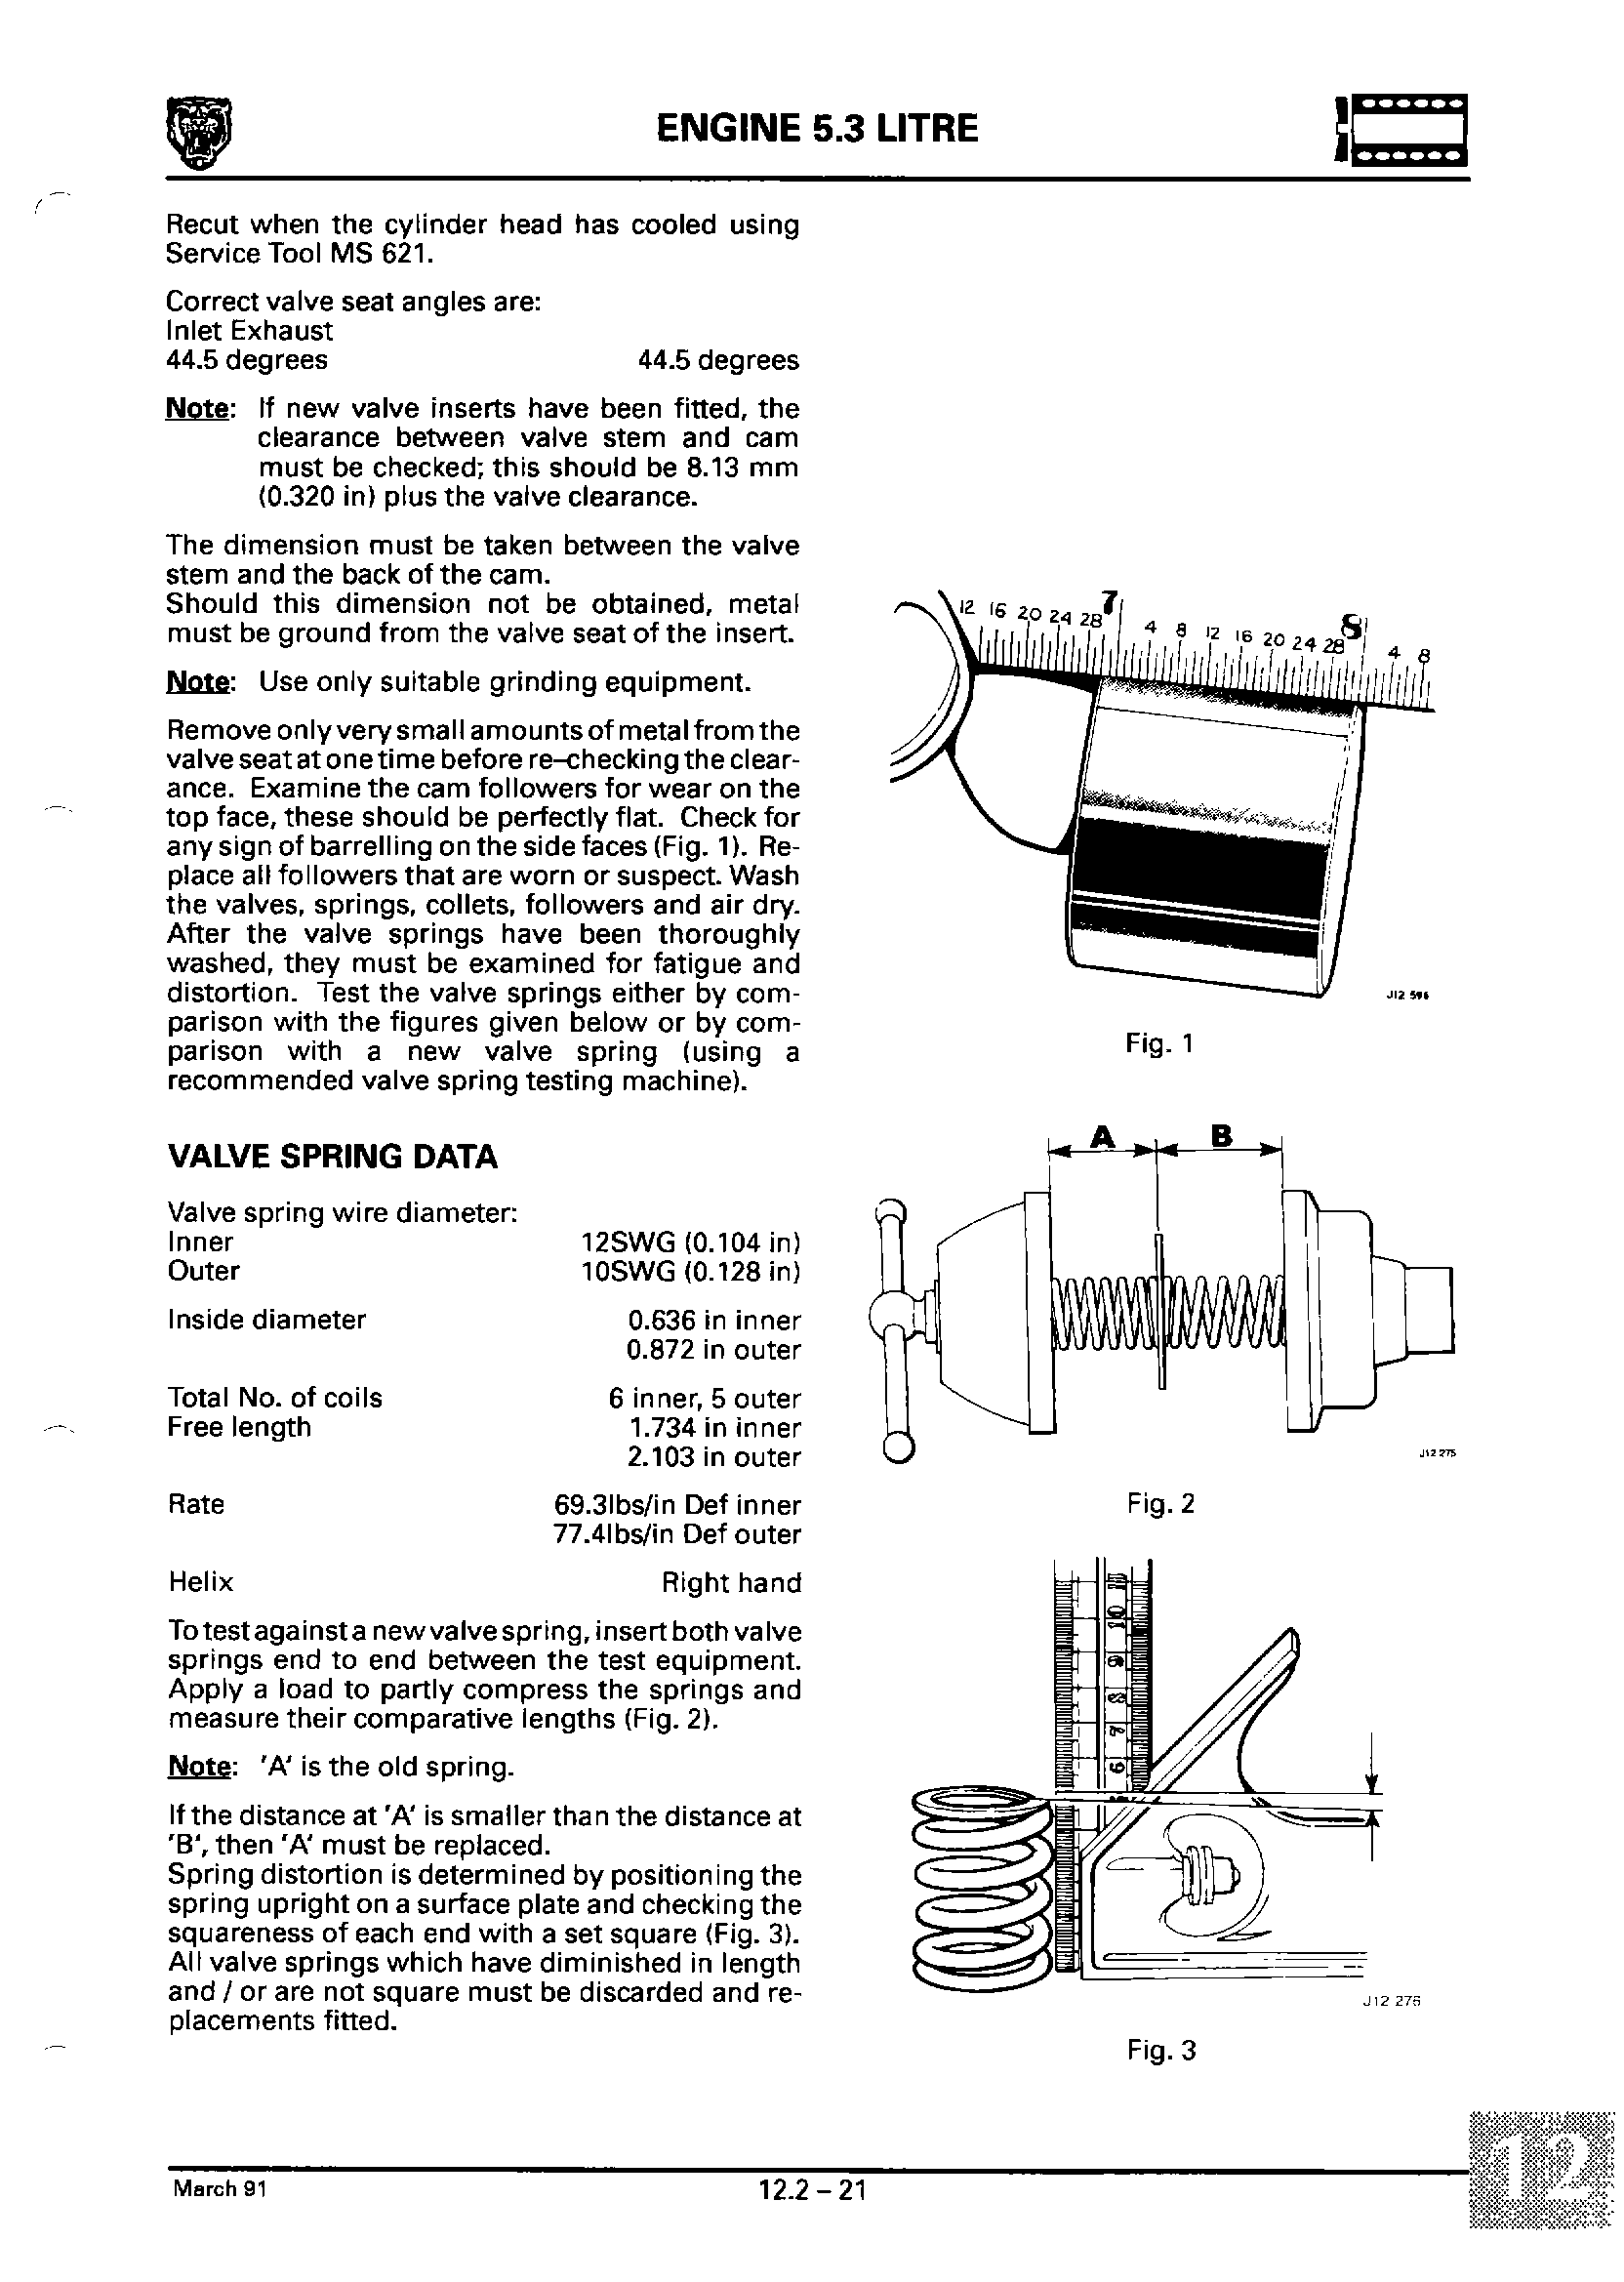 ENGINE 5.3 LITRE
Recut when the cylinder head has cooled using
Service Tool MS 621.
Correct valve seat angles are:
Inlet Exhaust
44.5 degrees 44.5 degrees
Note: If new valve inserts have been fitted, the
clearance between valve stem and cam
must be checked; this should be 8.13 mm
(0.320 in) plus the valve clearance.
The dimension must be taken between the valve
stem and the back of the cam.
Should this dimension not be obtained, metal
must be ground from the valve seat of the insert.
Note: Use only suitable grinding equipment.
Remove only very small amounts of metal from the
valve seat at one time before re-checking the clear-
ance. Examine the cam followers for wear on the
top face, these should be perfectly flat. Check for
any sign of barrelling on the side faces (Fig. 1). Re-
place all followers that are worn or suspect. Wash
the valves, springs, collets, followers and air dry.
After the valve springs have been thoroughly
washed, they must be examined for fatigue and
distortion. Test the valve springs either by com-
parison with the figures given below or by com-
parison with a new valve spring (using a
recommended valve spring testing machine).
VALVE SPRING DATA
Valve spring wire diameter:
Inner 12SWG (0.104 in)
Outer 10SWG (0.128 in)
Inside diameter 0.636 in inner
0.872 in outer
Total No. of coils 6 inner, 5 outer
Free length 1.734 in inner
2.103 in outer
Rate 69.3lbs/in Def inner
77.4lbs/in Def outer
Helix Right hand
To test against a new valve spring, insert both valve
springs end to end between the test equipment.
Apply a load to partly compress the springs and
measure their comparative lengths (Fig. 2).
Note: 'A' is the old spring.
If the distance at 'A' is smaller than the distance at
'B', then 'A' must be replaced.
Spring distortion is determined by positioning the
spring upright on a surface plate and checking the
squareness of each end with a set square (Fig. 3).
All valve springs which have diminished in length
and / or are not square must be discarded and re-
placements fitted.
12 16 20 24 28 7 4 8 12 16 20 24 28 8 4 8
J12 596
Fig. 1
A B
J12 275
Fig. 2
10
9
8
7
6
J12 276
Fig. 3
March 91 12.2 – 21
12